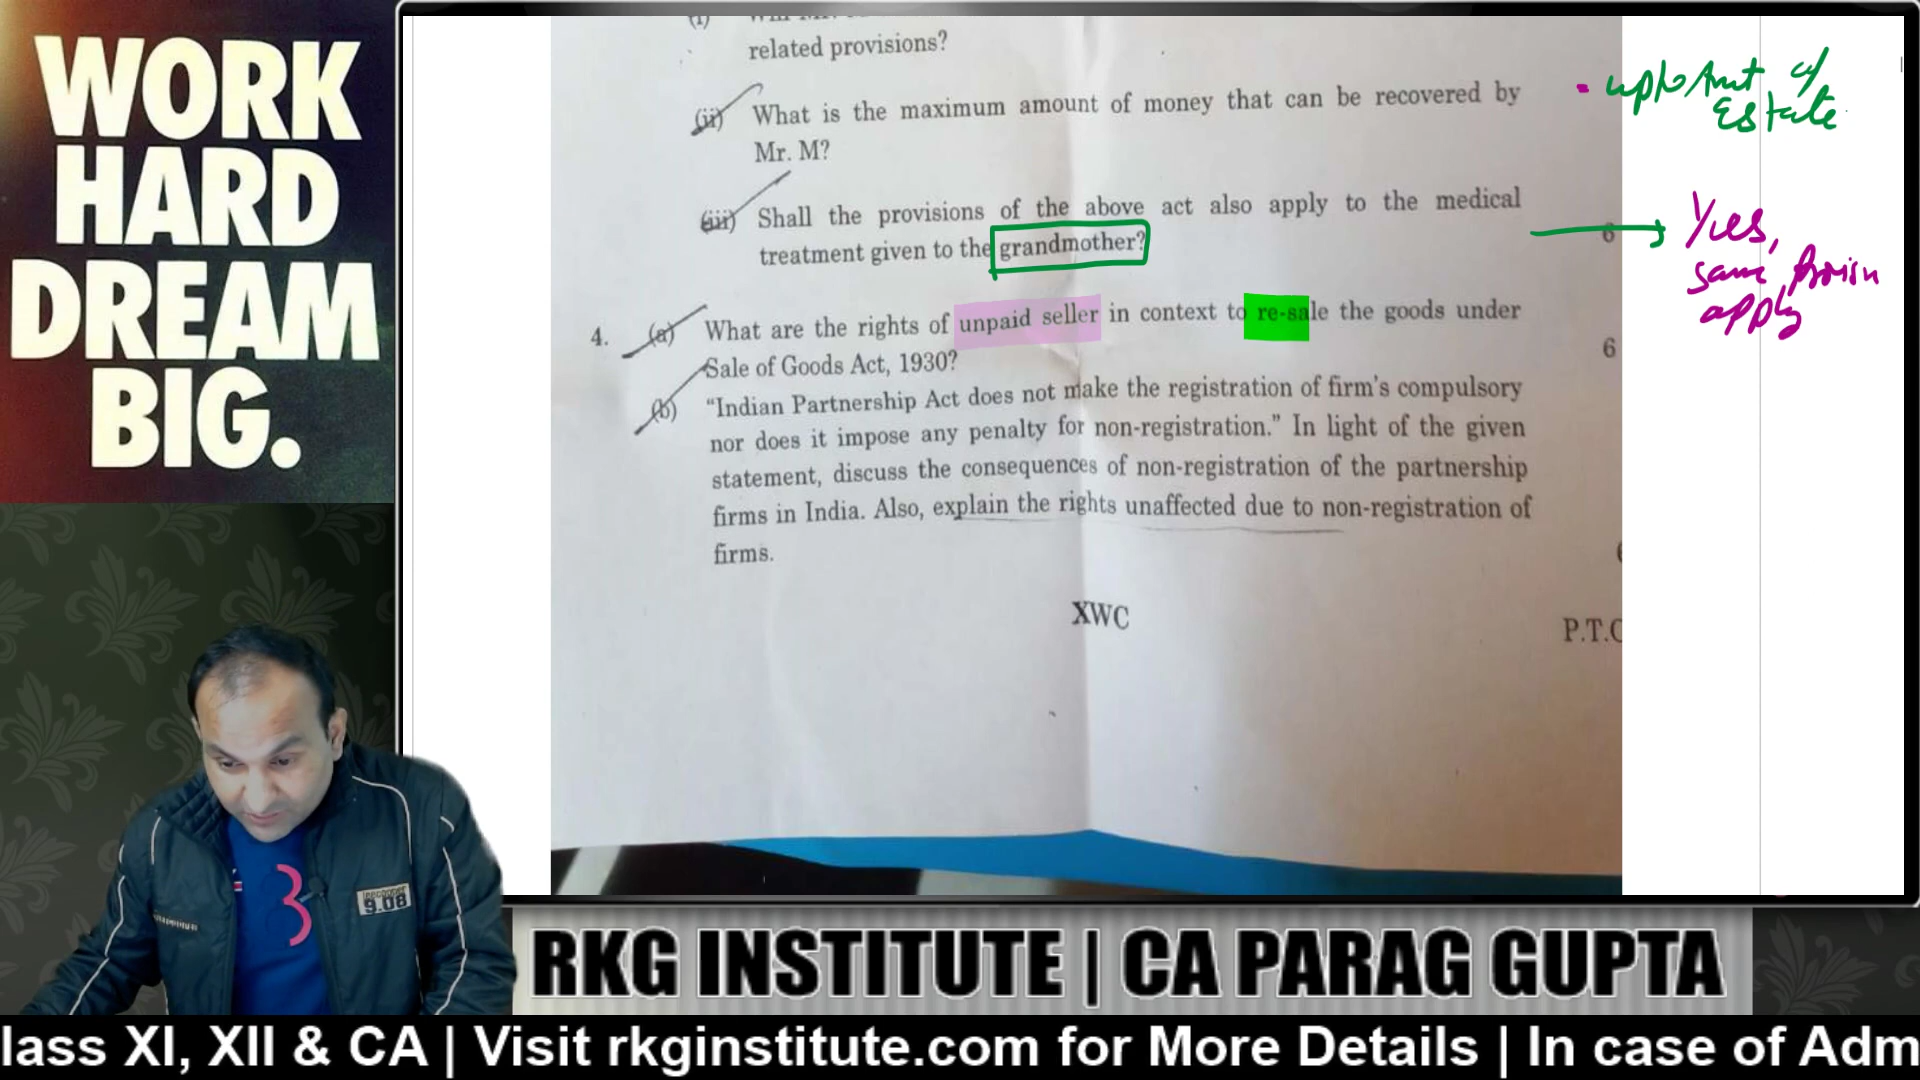 WORK
HARD
DREAM
BIG.
related provisions?
(ii) What is the maximum amount of money that can be recovered by
Mr. M?
(iii) Shall the provisions of the above act also apply to the medical
treatment given to the grandmother?
6
upto Amt of
Estate
Yes,
same
apply
4. (a) What are the rights of unpaid seller in context to re-sale the goods under
Sale of Goods Act, 1930?
6
(b) "Indian Partnership Act does not make the registration of firm's compulsory
nor does it impose any penalty for non-registration." In light of the given
statement, discuss the consequences of non-registration of the partnership
firms in India. Also, explain the rights unaffected due to non-registration of
firms.
XWC
P.T.O
leecooper
9.08
3
RKG INSTITUTE | CA PARAG GUPTA
lass XI, XII & CA | Visit rkginstitute.com for More Details | In case of Adm